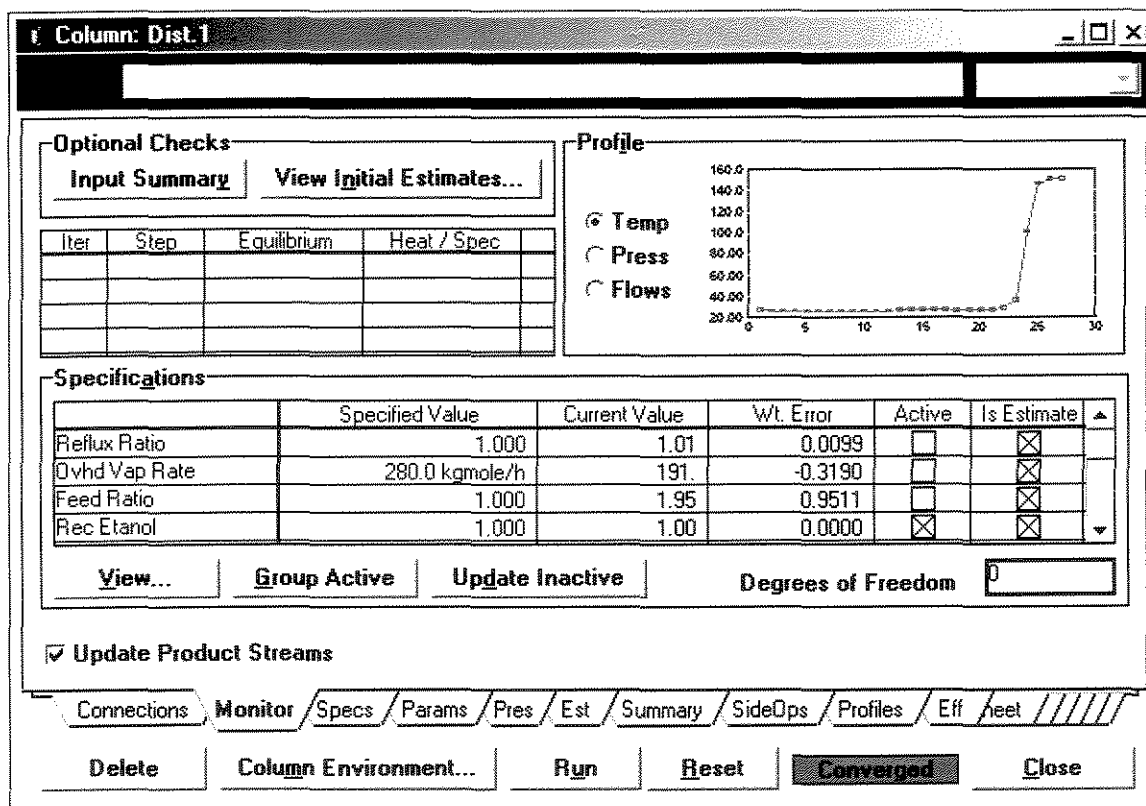 Column: Dist.1
Optional Checks
Input Summary View Initial Estimates...
Iter Step Equilibrium Heat / Spec
Profile
Temp
Press
Flows
160.0
140.0
120.0
100.0
80.00
60.00
40.00
20.00
0 5 10 15 20 25 30
Specifications
Specified Value Current Value Wt. Error Active Is Estimate
Reflux Ratio 1.000 1.01 0.0099
Ovhd Vap Rate 280.0 kgmole/h 191. -0.3190
Feed Ratio 1.000 1.95 0.9511
Rec Etanol 1.000 1.00 0.0000
View... Group Active Update Inactive Degrees of Freedom 0
Update Product Streams
Connections Monitor Specs Params Pres Est Summary SideOps Profiles Eff heet
Delete Column Environment... Run Reset Converged Close